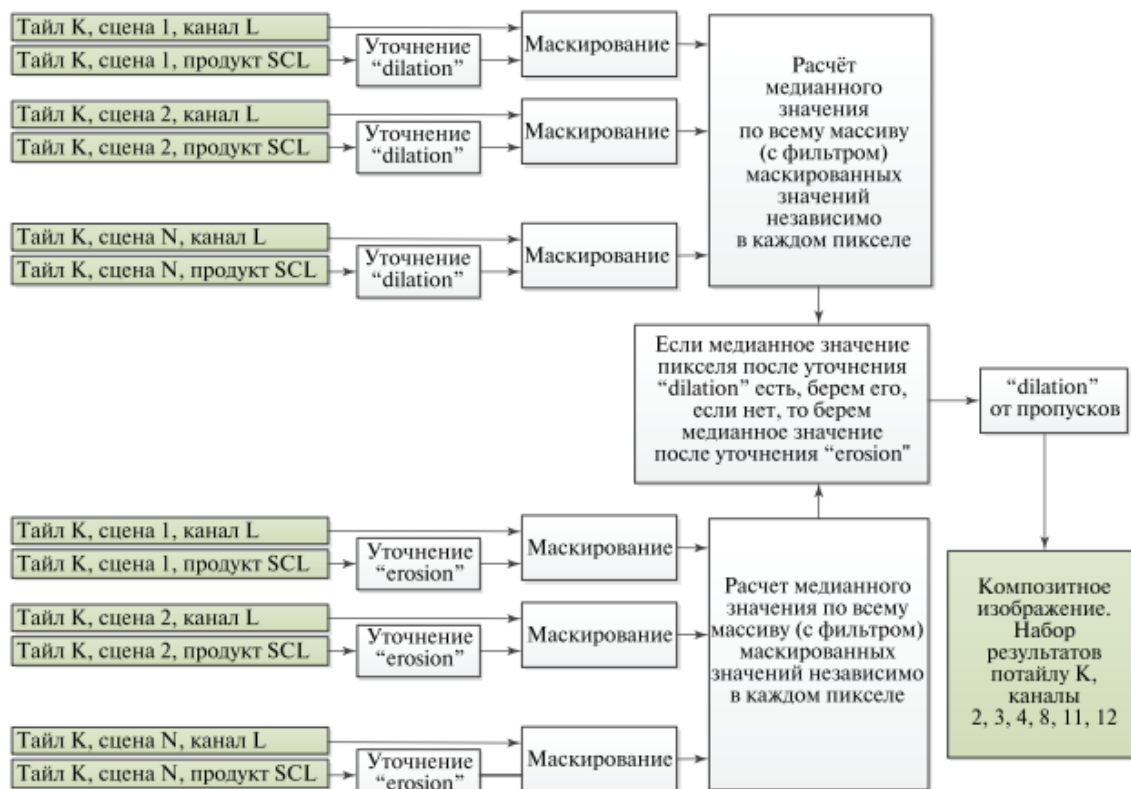 Тайл K, сцена 1, канал L
Тайл K, сцена 1, продукт SCL
Уточнение
“dilation”
Маскирование
Тайл K, сцена 2, канал L
Тайл K, сцена 2, продукт SCL
Уточнение
“dilation”
Маскирование
Тайл K, сцена N, канал L
Тайл K, сцена N, продукт SCL
Уточнение
“dilation”
Маскирование
Расчёт
медианного
значения
по всему массиву
(с фильтром)
маскированных
значений
независимо
в каждом пикселе
Если медианное значение
пикселя после уточнения
“dilation” есть, берем его,
если нет, то берем
медианное значение
после уточнения “erosion"
“dilation”
от пропусков
Тайл K, сцена 1, канал L
Тайл K, сцена 1, продукт SCL
Уточнение
“erosion”
Маскирование
Тайл K, сцена 2, канал L
Тайл K, сцена 2, продукт SCL
Уточнение
“erosion”
Маскирование
Тайл K, сцена N, канал L
Тайл K, сцена N, продукт SCL
Уточнение
“erosion”
Маскирование
Расчет медианного
значения по всему
массиву (с фильтром)
маскированных
значений независимо
в каждом пикселе
Композитное
изображение.
Набор
результатов
потайлу K,
каналы
2, 3, 4, 8, 11, 12